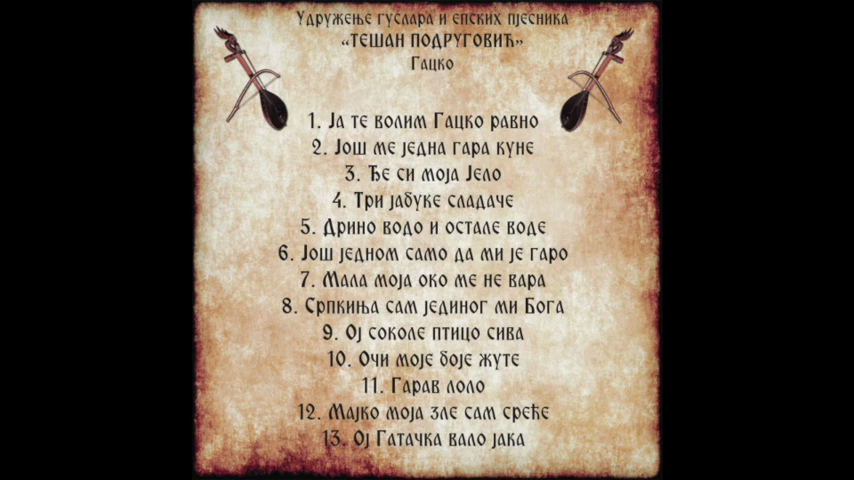 Удружење гуслара и епских пјесника
„ТЕШАН ПОДРУГОВИЋ”
Гацко
1. Ја те волим Гацко равно
2. Још ме једна гара куне
3. Ђе си моја Јело
4. Три јабуке сладаче
5. Дрино водо и остале воде
6. Још једном само да ми је гаро
7. Мала моја око ме не вара
8. Српкиња сам јединог ми Бога
9. Ој соколе птицо сива
10. Очи моје боје жуте
11. Гарав лоло
12. Мајко моја зле сам среће
13. Ој Гатачка вало јака